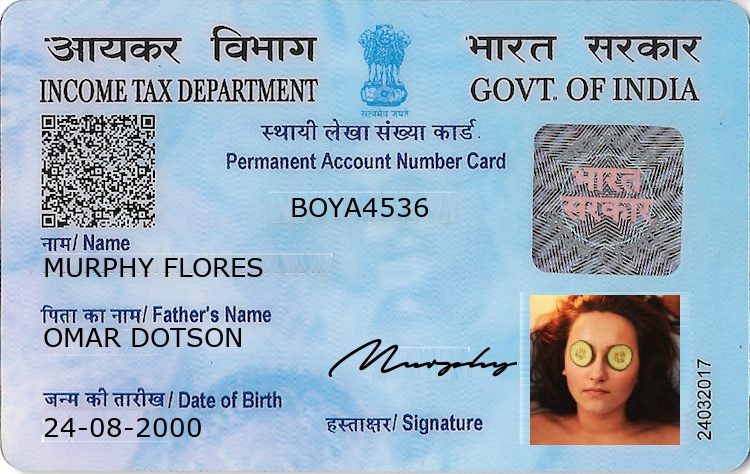 आयकर विभाग
भारत सरकार
INCOME TAX DEPARTMENT
GOVT. OF INDIA
सत्यमेव जयते
स्थायी लेखा संख्या कार्ड
Permanent Account Number Card
BOYA4536
भारत
सरकार
नाम/ Name
MURPHY FLORES
पिता का नाम/ Father's Name
OMAR DOTSON
Murphy
जन्म की तारीख / Date of Birth
24-08-2000
हस्ताक्षर/ Signature
24032017